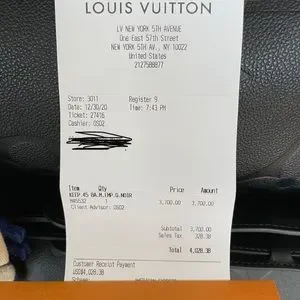 LOUIS VUITTON
LV NEW YORK 5TH AVENUE
One East 57th Street
NEW YORK 5TH AV., NY 10022
United States
2127588877
Store: 3011 Register 9
Date: 12/30/20 Time: 7:43 PM
Ticket: 27416
Cashier: OSO2
Item Qty Price Amount
KEEP.45 BA.M.EMP.G.NOIR
1 3,700.00 3,700.00
Client Advisor: OSO2
Subtotal 3,700.00
Sales Tax 328.38
Total 4,028.38
Customer Receipt Payment
USD$4,028.38